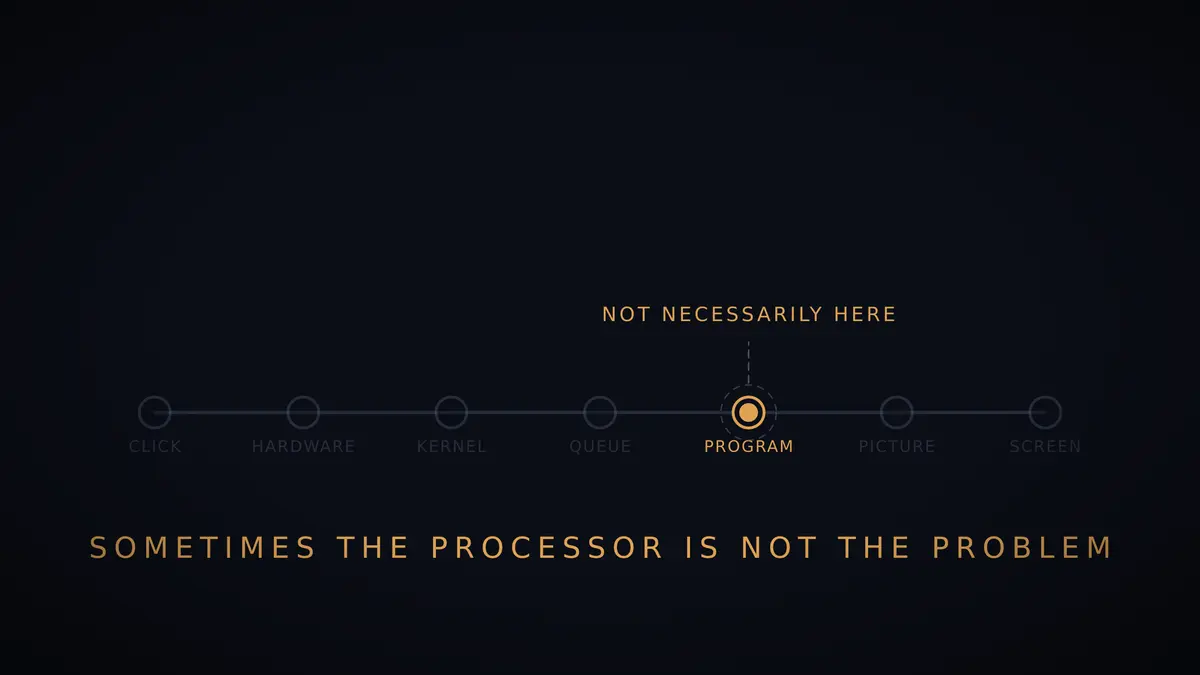 NOT NECESSARILY HERE
CLICK HARDWARE KERNEL QUEUE PROGRAM PICTURE SCREEN
SOMETIMES THE PROCESSOR IS NOT THE PROBLEM